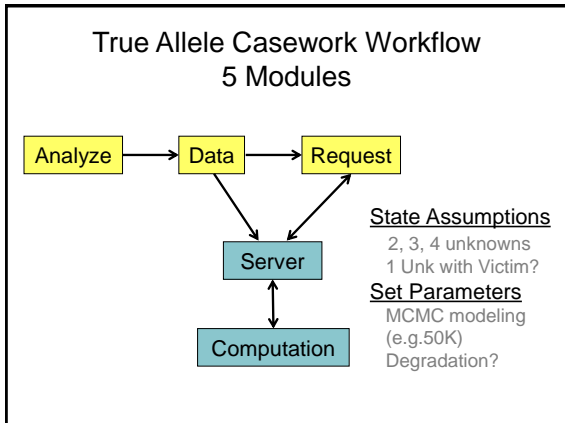 True Allele Casework Workflow
5 Modules
Analyze
Data
Request
Server
Computation
State Assumptions
2, 3, 4 unknowns
1 Unk with Victim?
Set Parameters
MCMC modeling
(e.g.50K)
Degradation?